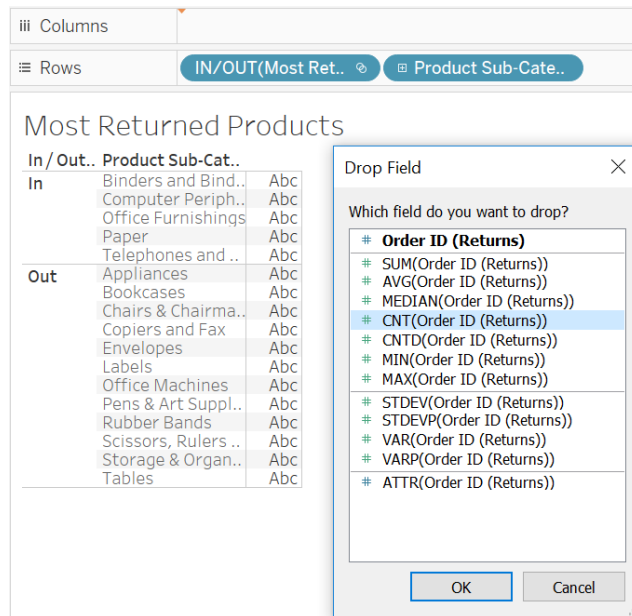 iii Columns
Rows
IN/OUT(Most Ret..
Product Sub-Cate..
Most Returned Products
In / Out.. Product Sub-Cat..
In
Binders and Bind.. Abc
Computer Periph.. Abc
Office Furnishings Abc
Paper Abc
Telephones and .. Abc
Out
Appliances Abc
Bookcases Abc
Chairs & Chairma.. Abc
Copiers and Fax Abc
Envelopes Abc
Labels Abc
Office Machines Abc
Pens & Art Suppl.. Abc
Rubber Bands Abc
Scissors, Rulers .. Abc
Storage & Organ.. Abc
Tables Abc
Drop Field
Which field do you want to drop?
# Order ID (Returns)
# SUM(Order ID (Returns))
# AVG(Order ID (Returns))
# MEDIAN(Order ID (Returns))
# CNT(Order ID (Returns))
# CNTD(Order ID (Returns))
# MIN(Order ID (Returns))
# MAX(Order ID (Returns))
# STDEV(Order ID (Returns))
# STDEVP(Order ID (Returns))
# VAR(Order ID (Returns))
# VARP(Order ID (Returns))
# ATTR(Order ID (Returns))
OK
Cancel